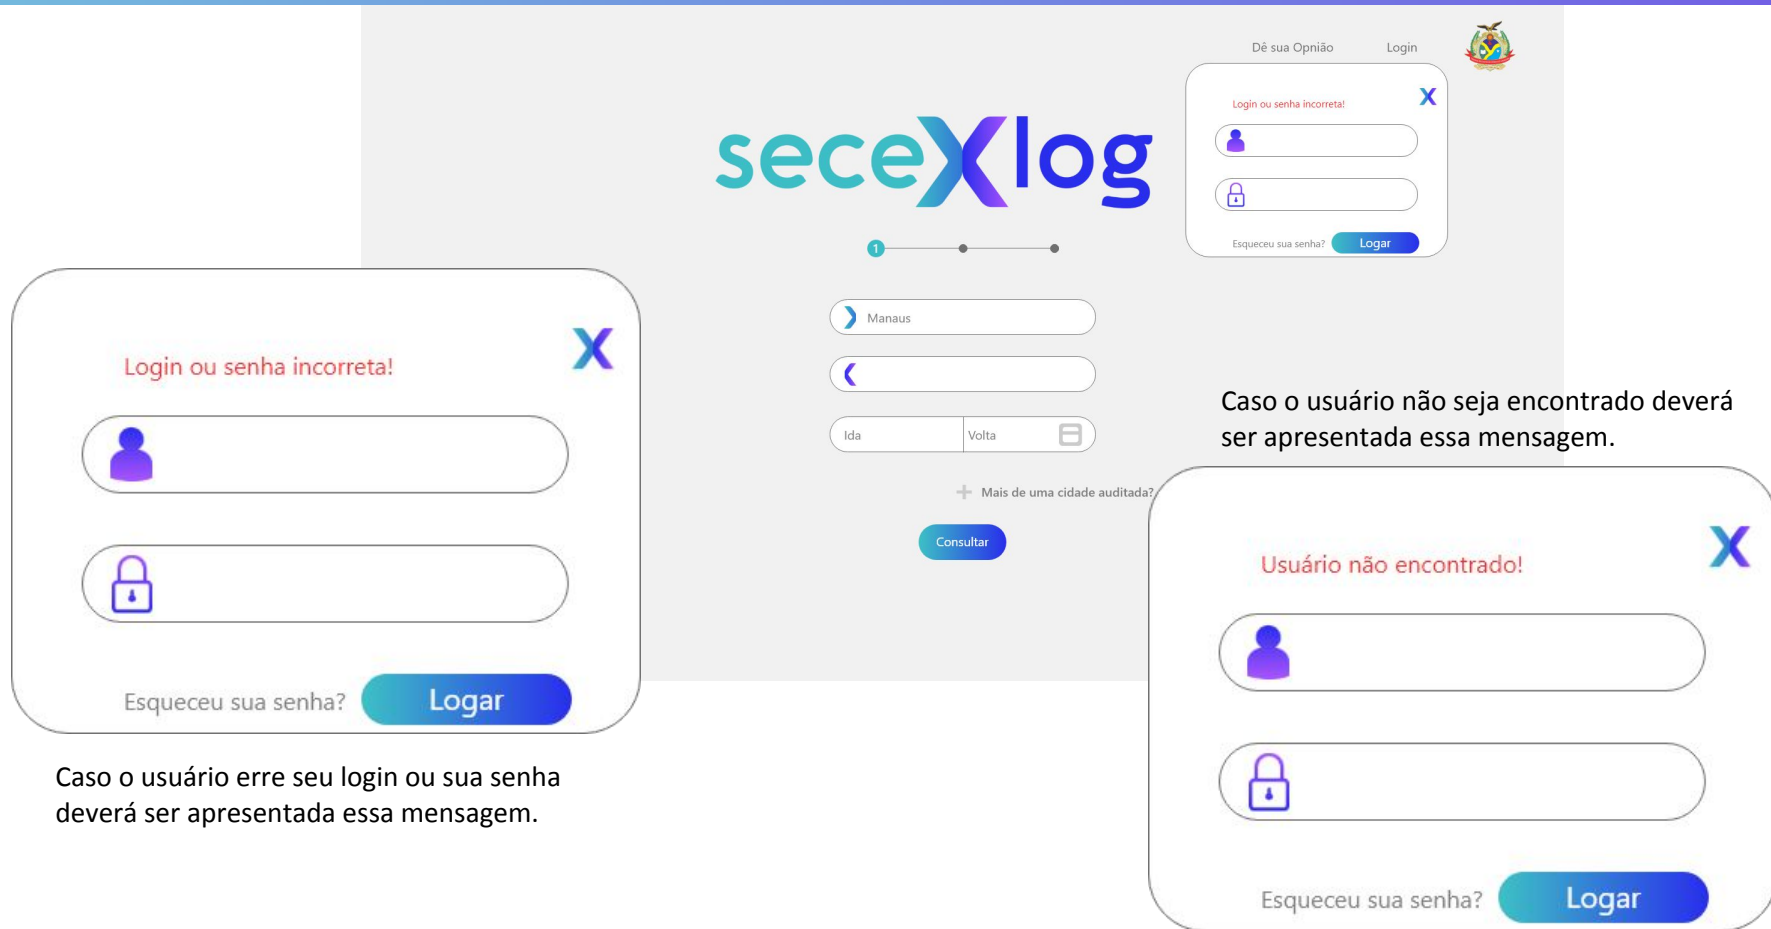 Dê sua Opnião
Login
Login ou senha incorreta!
X
Esqueceu sua senha?
Logar
seceXlog
1
Manaus
Ida
Volta
Mais de uma cidade auditada?
Consultar
Login ou senha incorreta!
X
Esqueceu sua senha?
Logar
Caso o usuário erre seu login ou sua senha
deverá ser apresentada essa mensagem.
Caso o usuário não seja encontrado deverá
ser apresentada essa mensagem.
Usuário não encontrado!
X
Esqueceu sua senha?
Logar